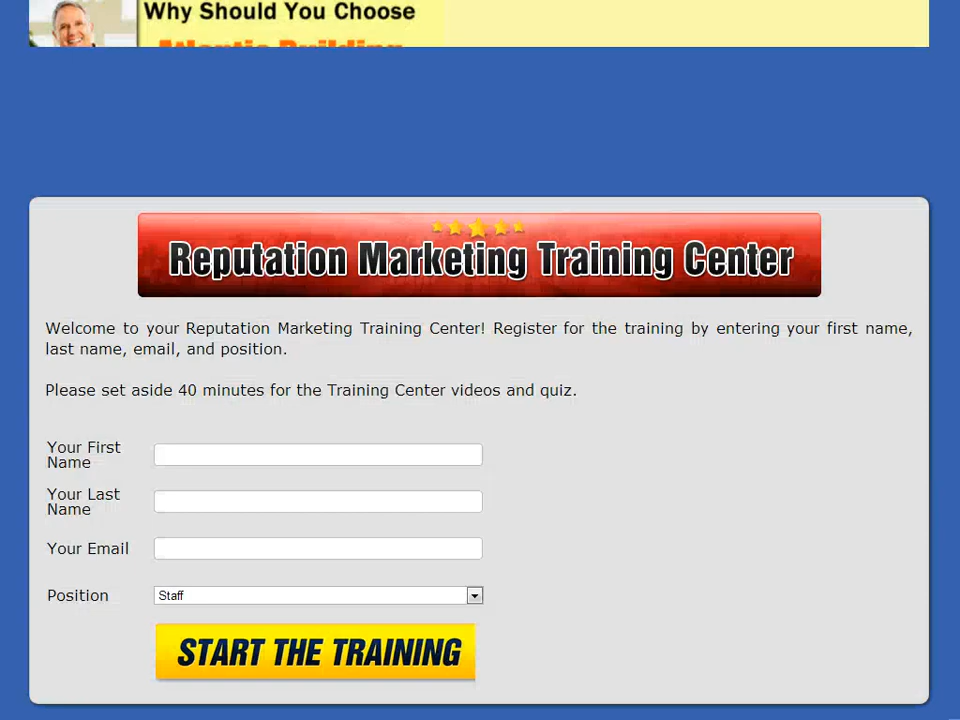 Why Should You Choose
Atlantis Building
Reputation Marketing Training Center
Welcome to your Reputation Marketing Training Center! Register for the training by entering your first name,
last name, email, and position.
Please set aside 40 minutes for the Training Center videos and quiz.
Your First
Name
Your Last
Name
Your Email
Position
Staff
START THE TRAINING